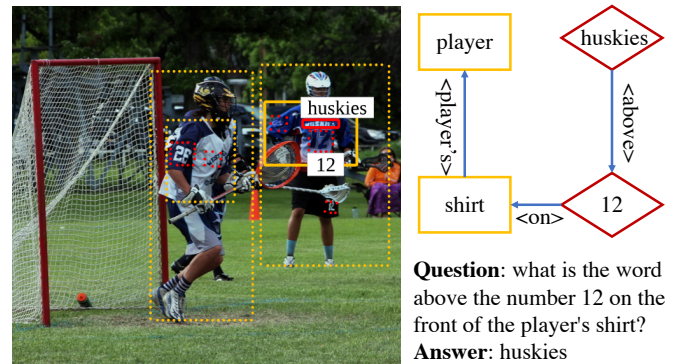 huskies
12
26
player
huskies
<player's>
<above>
shirt
12
<on>
Question: what is the word
above the number 12 on the
front of the player's shirt?
Answer: huskies